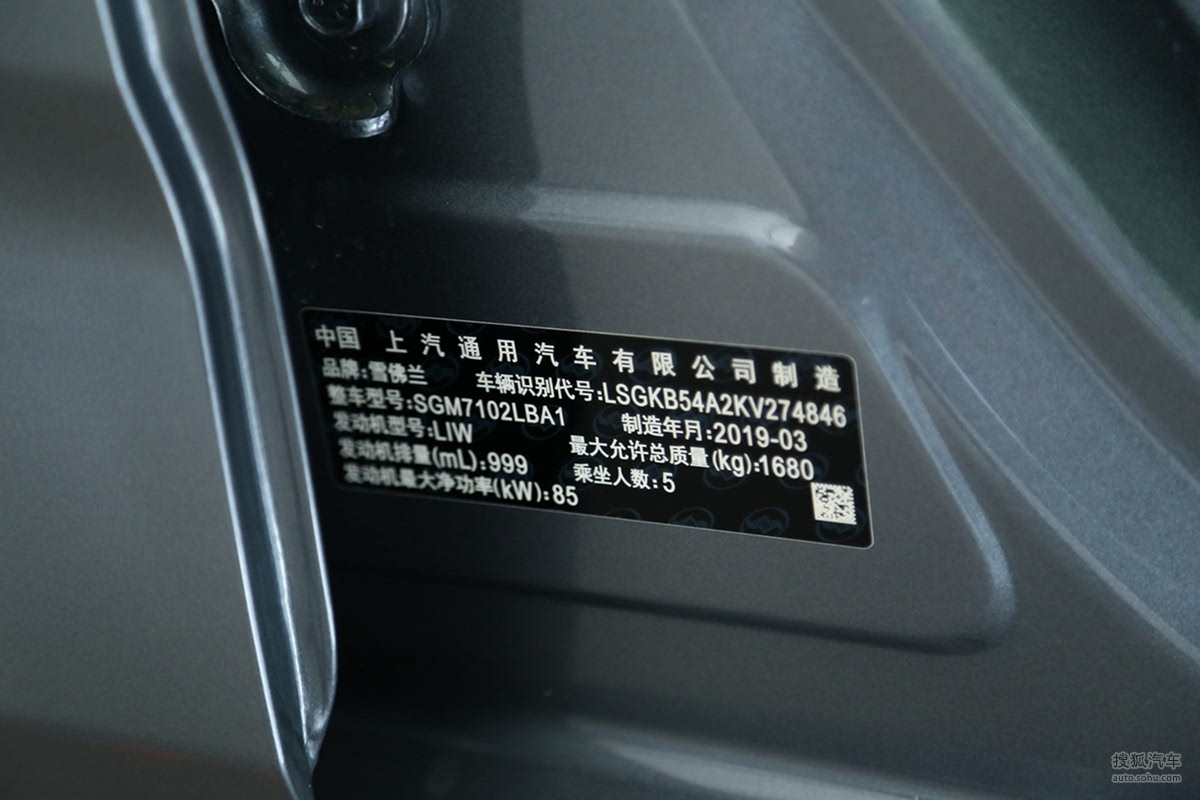 中国 上汽通用汽车有限公司制造
品牌:雪佛兰 车辆识别代号:LSGKB54A2KV274846
整车型号:SGM7102LBA1 制造年月:2019-03
发动机型号:LIW 最大允许总质量(kg):1680
发动机排量(mL):999 乘坐人数:5
发动机最大净功率(kW):85
搜狐汽车
auto.sohu.com